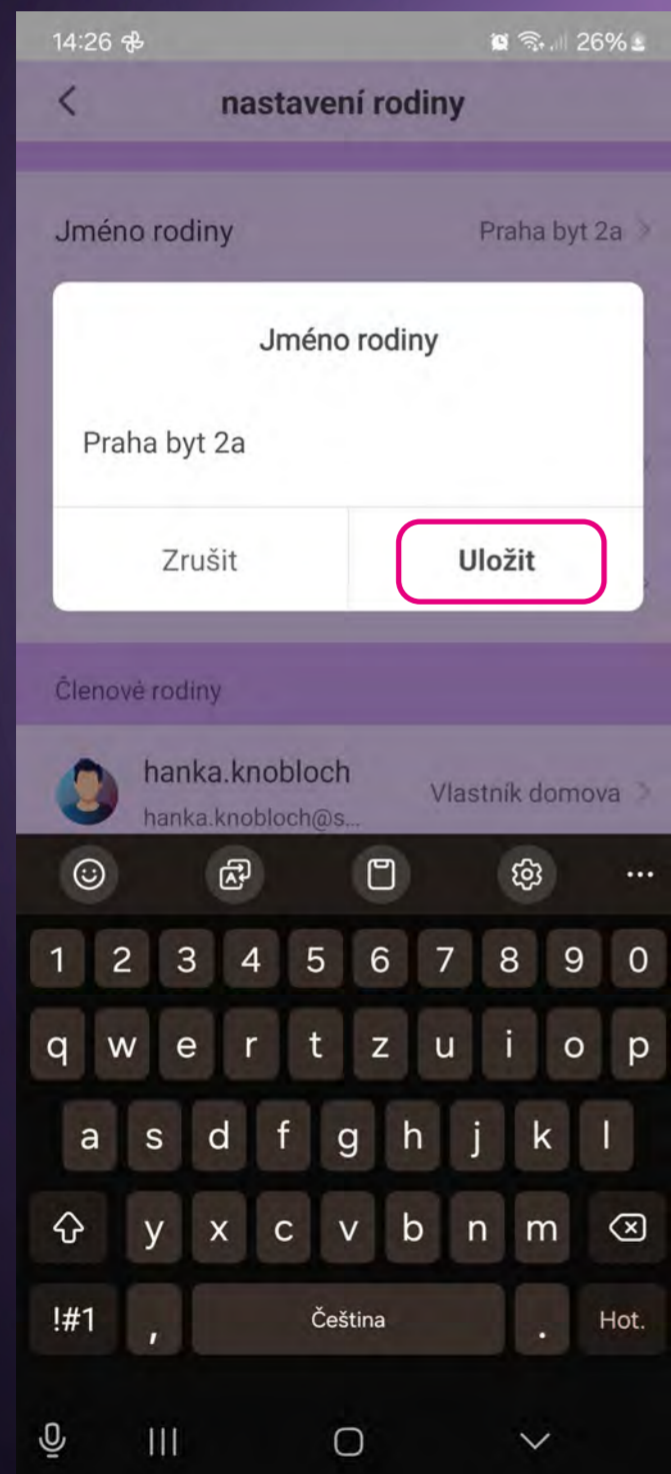 14:26 26%
nastavení rodiny
Jméno rodiny Praha byt 2a
Jméno rodiny
Praha byt 2a
Zrušit Uložit
Členové rodiny
hanka.knobloch
Vlastník domova
hanka.knobloch@s...
1 2 3 4 5 6 7 8 9 0
q w e r t z u i o p
a s d f g h j k l
y x c v b n m
!#1 , Čeština . Hot.